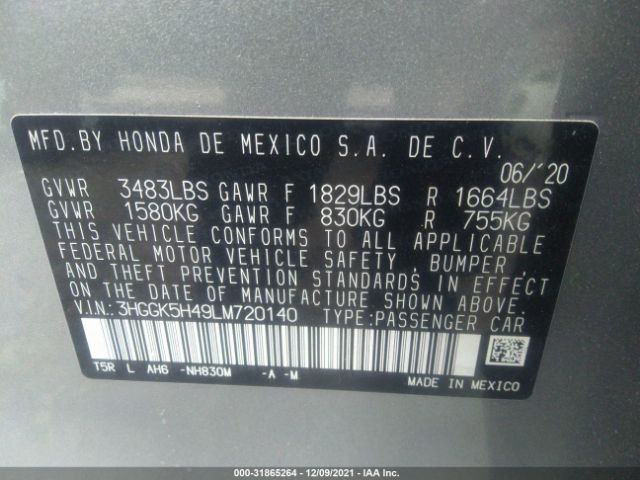 MFD.BY HONDA DE MEXICO S.A. DE C.V.
06/'20
GVWR 3483LBS GAWR F 1829LBS R 1664LBS
GVWR 1580KG GAWR F 830KG R 755KG
THIS VEHICLE CONFORMS TO ALL APPLICABLE
FEDERAL MOTOR VEHICLE SAFETY, BUMPER,
AND THEFT PREVENTION STANDARDS IN EFFECT
ON THE DATE OF MANUFACTURE SHOWN ABOVE.
V.I.N.:3HGGK5H49LM720140 TYPE:PASSENGER CAR
T5R L AH6 -NH830M -A -M
MADE IN MEXICO
000-31865264 - 12/09/2021 - IAA Inc.